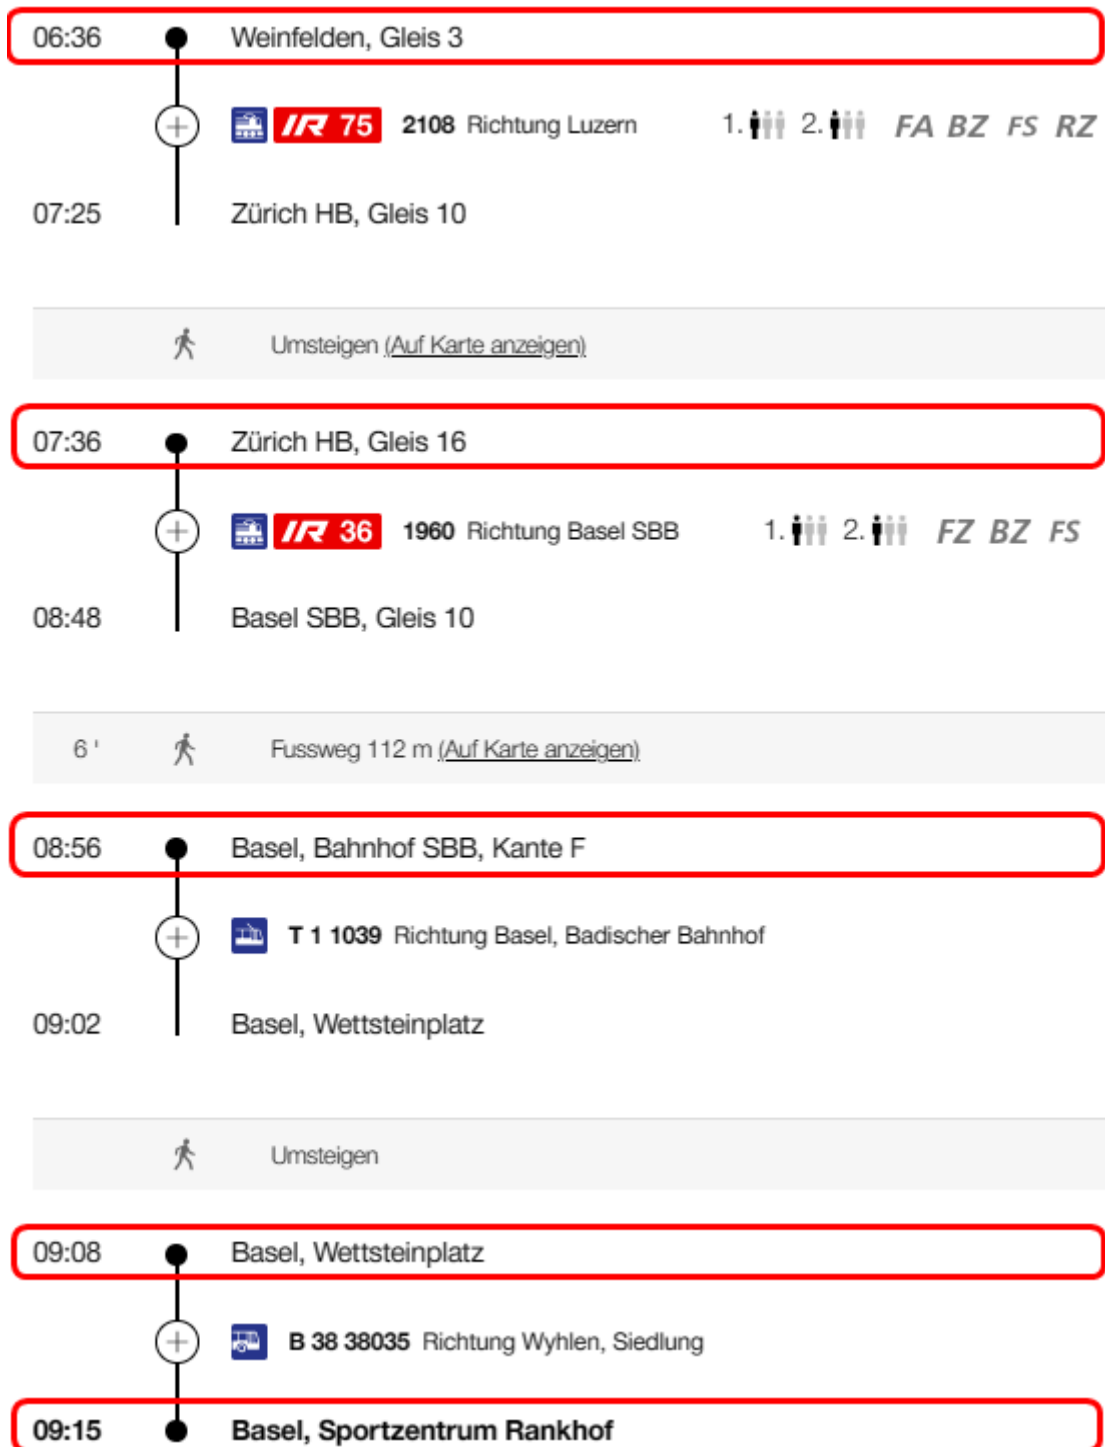 06:36 Weinfelden, Gleis 3
IR 75 2108 Richtung Luzern 1. 2. FA BZ FS RZ
07:25 Zürich HB, Gleis 10
Umsteigen (Auf Karte anzeigen)
07:36 Zürich HB, Gleis 16
IR 36 1960 Richtung Basel SBB 1. 2. FZ BZ FS
08:48 Basel SBB, Gleis 10
6 ' Fussweg 112 m (Auf Karte anzeigen)
08:56 Basel, Bahnhof SBB, Kante F
T 1 1039 Richtung Basel, Badischer Bahnhof
09:02 Basel, Wettsteinplatz
Umsteigen
09:08 Basel, Wettsteinplatz
B 38 38035 Richtung Wyhlen, Siedlung
09:15 Basel, Sportzentrum Rankhof